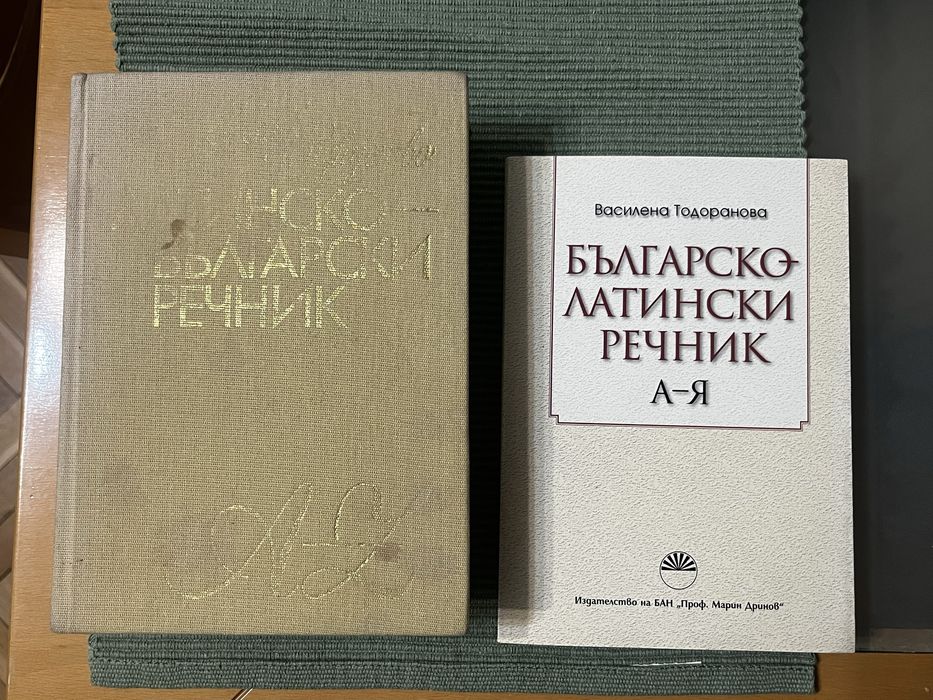 БЪЛГАРСКИ
РЕЧНИК
Василена Тодоранова
БЪЛГАРСКО-
ЛАТИНСКИ
РЕЧНИК
А–Я
Издателство на БАН „Проф. Марин Дринов“